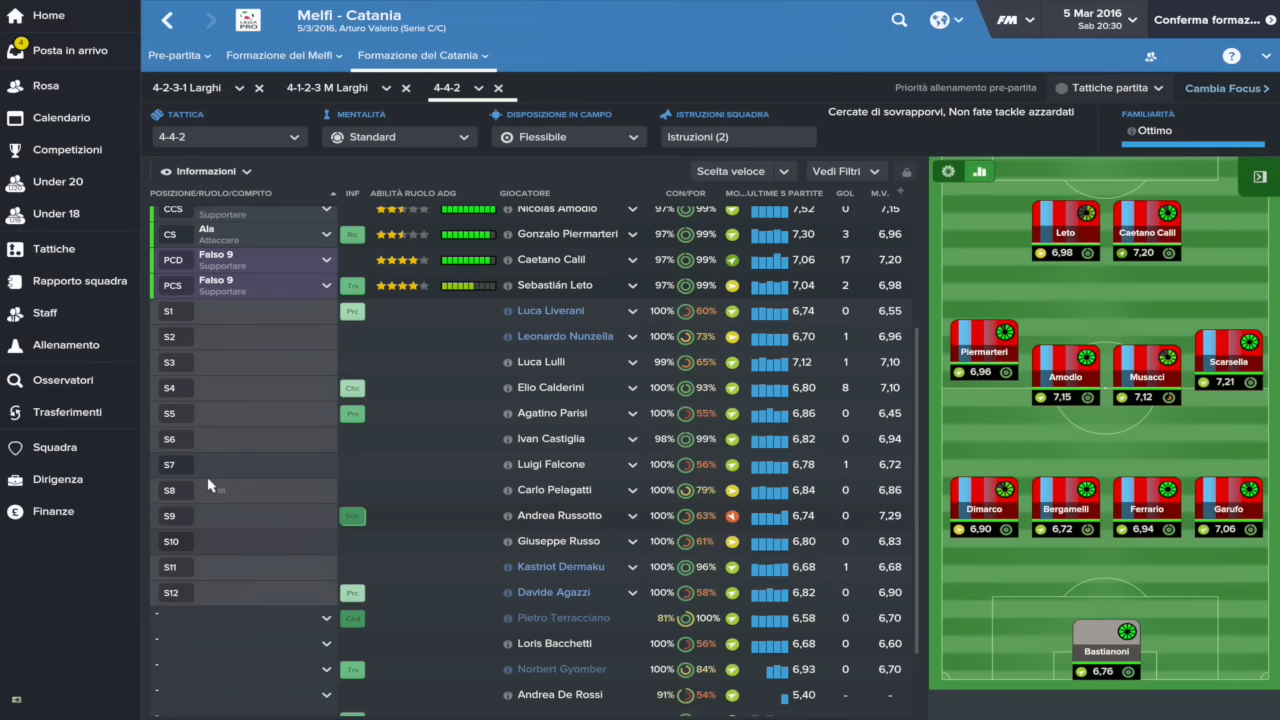 Home
4
Posta in arrivo
Rosa
Calendario
Competizioni
Under 20
Under 18
Tattiche
Rapporto squadra
Staff
Allenamento
Osservatori
Trasferimenti
Squadra
Dirigenza
Finanze
Melfi - Catania
5/3/2016, Arturo Valerio (Serie C/C)
FM
5 Mar 2016
Sab 20:30
Conferma formaz...
Pre-partita
Formazione del Melfi
Formazione del Catania
?
4-2-3-1 Larghi
4-1-2-3 M Larghi
4-4-2
Priorità allenamento pre-partita
Tattiche partita
Cambia Focus >
TATTICA
4-4-2
MENTALITÀ
Standard
DISPOSIZIONE IN CAMPO
Flessibile
ISTRUZIONI SQUADRA
Istruzioni (2)
Cercate di sovrapporvi, Non fate tackle azzardati
FAMILIARITÀ
Ottimo
Informazioni
Scelta veloce
Vedi Filtri
POSIZIONE/RUOLO/COMPITO INF ABILITÀ RUOLO ADG GIOCATORE CON/FOR MO... ULTIME 5 PARTITE GOL M.V.
CCS Supportare Nicolas Amodio 97% 99% 7,52 0 7,15
CS Ala Attaccare Ric Gonzalo Piermarteri 97% 99% 7,30 3 6,96
PCD Falso 9 Supportare Caetano Calil 97% 99% 7,06 17 7,20
PCS Falso 9 Supportare Trs Sebastián Leto 97% 99% 7,04 2 6,98
S1 Prc Luca Liverani 100% 60% 6,74 0 6,55
S2 Leonardo Nunzella 100% 73% 6,70 1 6,96
S3 Luca Lulli 99% 65% 7,12 1 7,10
S4 Chc Elio Calderini 100% 93% 6,80 8 7,10
S5 Prs Agatino Parisi 100% 55% 6,86 0 6,45
S6 Ivan Castiglia 98% 99% 6,82 0 6,94
S7 Luigi Falcone 100% 56% 6,78 1 6,72
S8 Carlo Pelagatti 100% 79% 6,84 0 6,86
S9 Andrea Russotto 100% 63% 6,74 0 7,29
S10 Giuseppe Russo 100% 61% 6,80 0 6,83
S11 Kastriot Dermaku 100% 96% 6,68 1 6,68
S12 Prc Davide Agazzi 100% 58% 6,82 0 6,90
- Pietro Terracciano 81% 100% 6,58 0 6,70
- Loris Bacchetti 100% 56% 6,68 0 6,60
- Trs Norbert Gyomber 100% 84% 6,93 0 6,70
- Andrea De Rossi 91% 54% 5,40 - -
Leto
6,98
Caetano Calil
7,20
Piermarteri
6,96
Amodio
7,15
Musacci
7,12
Scarsella
7,21
Dimarco
6,90
Bergamelli
6,72
Ferrario
6,94
Garufo
7,06
Bastianoni
6,76